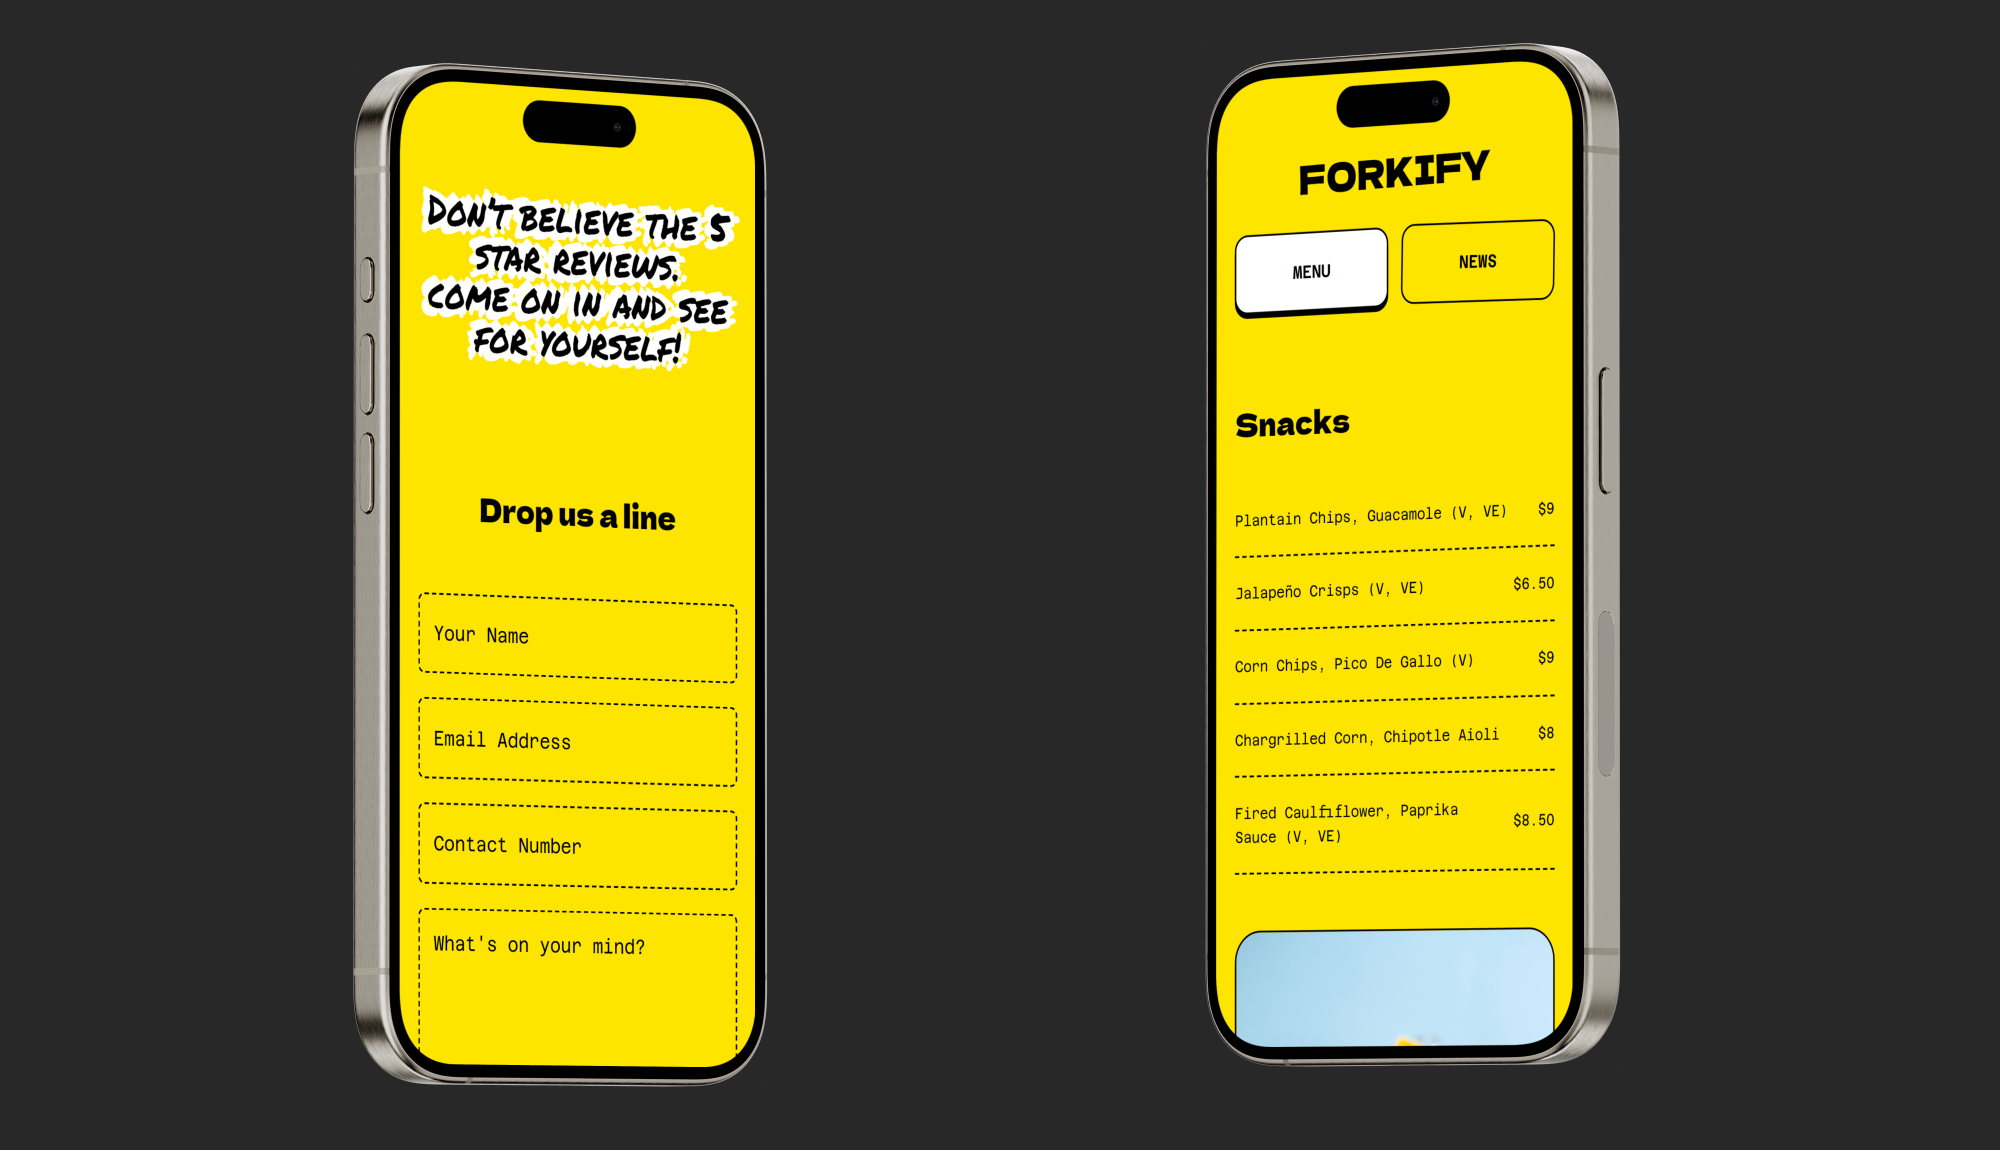 DON'T BELIEVE THE 5
STAR REVIEWS.
COME ON IN AND SEE
FOR YOURSELF!
Drop us a line
Your Name
Email Address
Contact Number
What's on your mind?
FORKIFY
MENU
NEWS
Snacks
Plantain Chips, Guacamole (V, VE) $9
Jalapeño Crisps (V, VE) $6.50
Corn Chips, Pico De Gallo (V) $9
Chargrilled Corn, Chipotle Aioli $8
Fired Caulfiflower, Paprika
Sauce (V, VE) $8.50